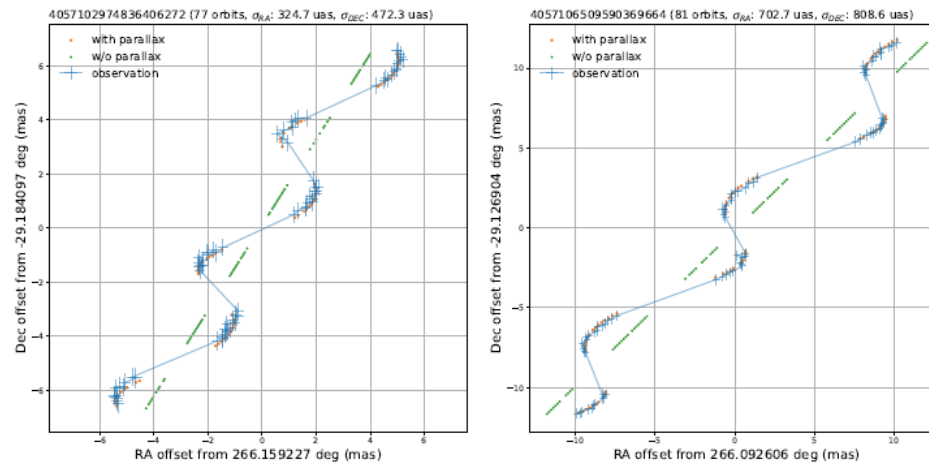 4057102974836406272 (77 orbits, σRA: 324.7 uas, σDEC: 472.3 uas)
with parallax
w/o parallax
observation
6
4
2
0
−2
−4
−6
Dec offset from -29.184097 deg (mas)
−6
−4
−2
0
2
4
6
RA offset from 266.159227 deg (mas)
4057106509590369664 (81 orbits, σRA: 702.7 uas, σDEC: 808.6 uas)
with parallax
w/o parallax
observation
10
5
0
−5
−10
Dec offset from -29.126904 deg (mas)
−10
−5
0
5
10
RA offset from 266.092606 deg (mas)